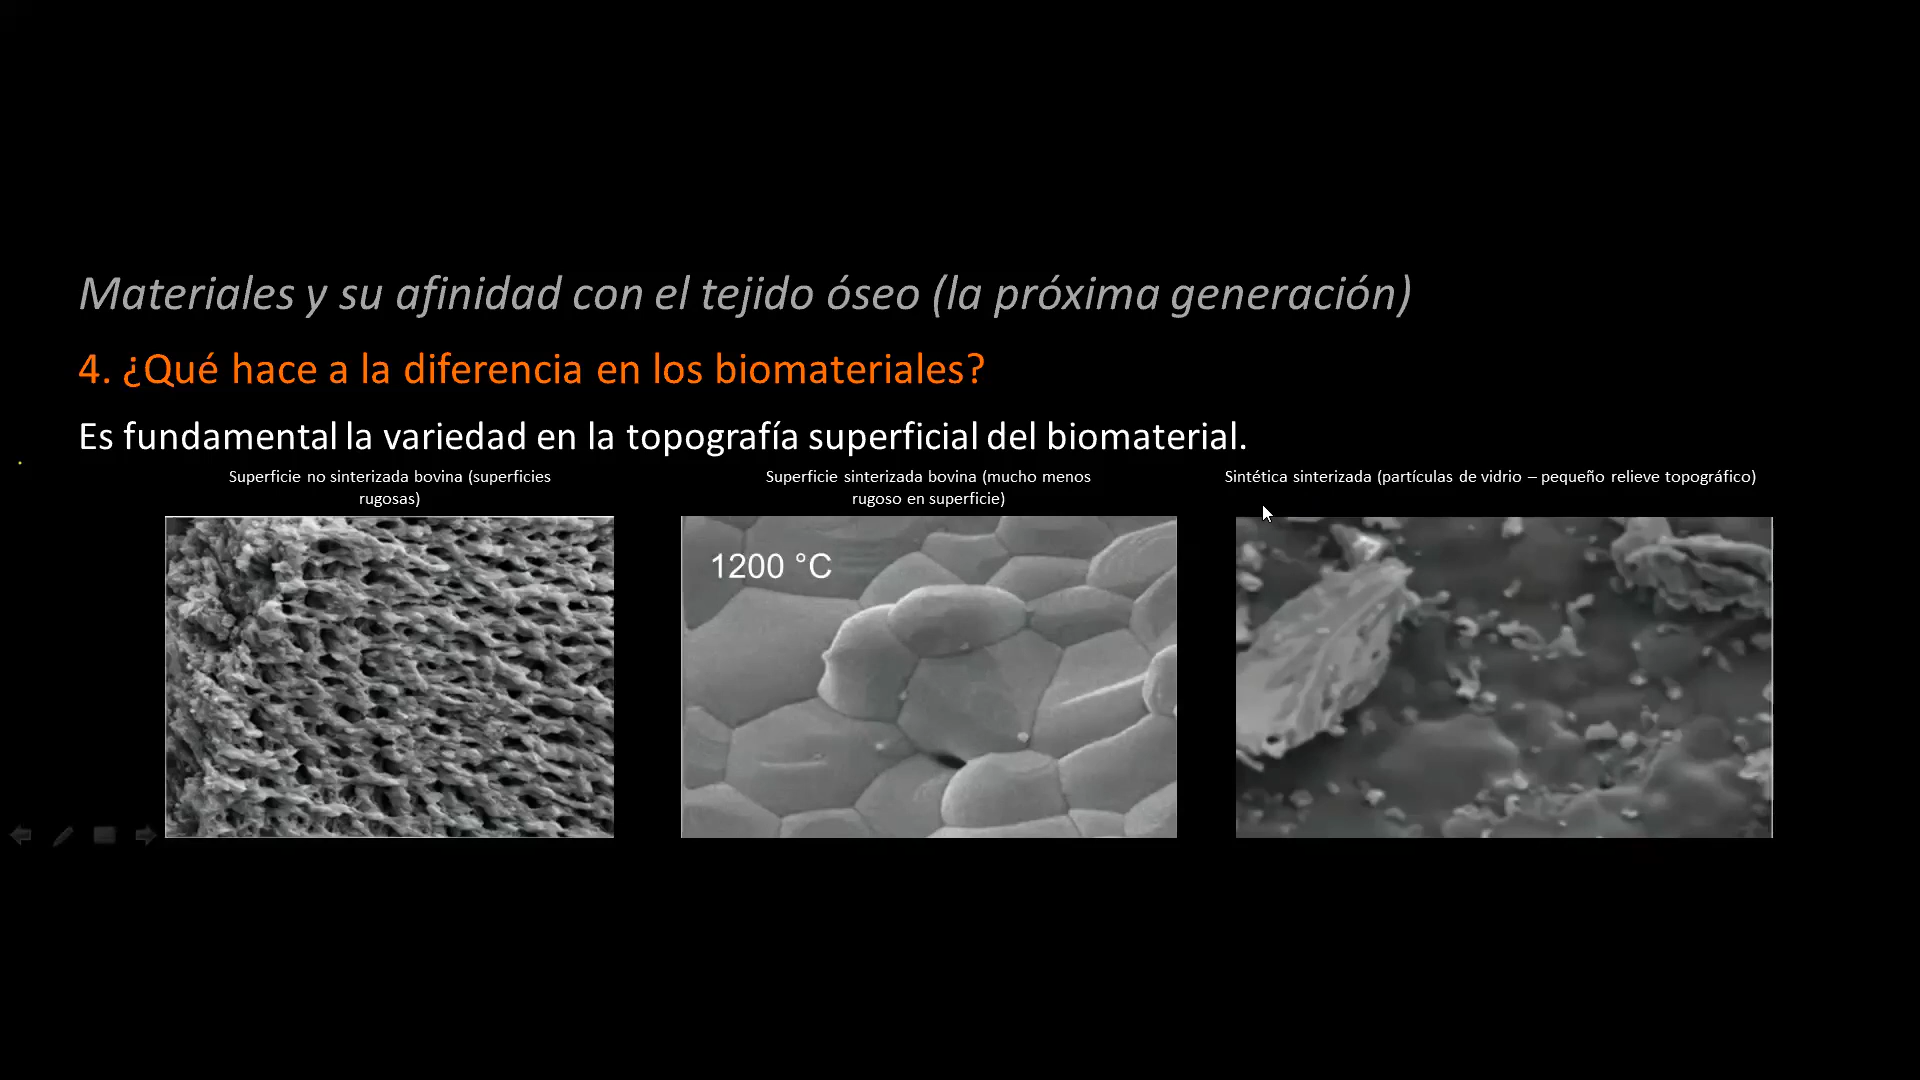 Materiales y su afinidad con el tejido óseo (la próxima generación)
4. ¿Qué hace a la diferencia en los biomateriales?
Es fundamental la variedad en la topografía superficial del biomaterial.
Superficie no sinterizada bovina (superficies
rugosas)
Superficie sinterizada bovina (mucho menos
rugoso en superficie)
Sintética sinterizada (partículas de vidrio – pequeño relieve topográfico)
1200 °C